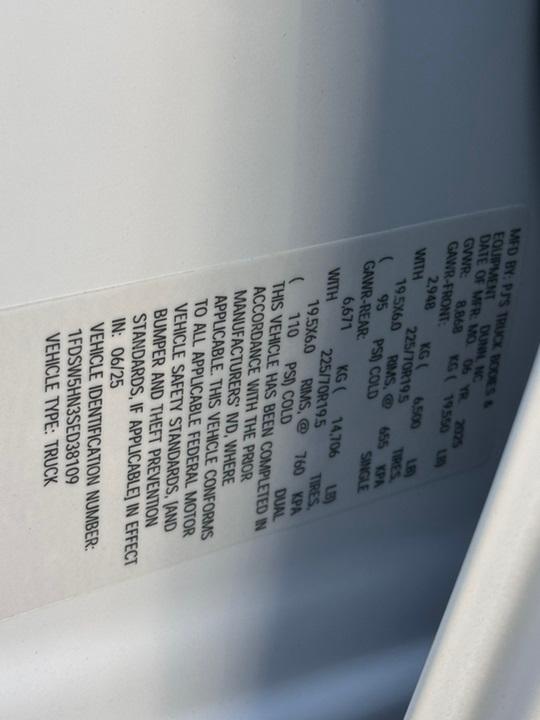 MFD BY: PJ'S TRUCK BODIES &
EQUIPMENT DUNN, NC
DATE OF MFR: MO. 06 YR. 2025
GVWR: 8,868 KG ( 19,550 LB)
GAWR-FRONT:
2,948 KG ( 6,500 LB)
WITH 225/70R19.5 TIRES,
19.5X6.0 RIMS, @ 655 KPA
( 95 PSI) COLD SINGLE
GAWR-REAR:
6,671 KG ( 14,706 LB)
WITH 225/70R19.5 TIRES,
19.5X6.0 RIMS, @ 760 KPA
( 110 PSI) COLD DUAL
THIS VEHICLE HAS BEEN COMPLETED IN
ACCORDANCE WITH THE PRIOR
MANUFACTURERS' IVD, WHERE
APPLICABLE. THIS VEHICLE CONFORMS
TO ALL APPLICABLE FEDERAL MOTOR
VEHICLE SAFETY STANDARDS, [AND
BUMPER AND THEFT PREVENTION
STANDARDS, IF APPLICABLE] IN EFFECT
IN: 06/25
VEHICLE IDENTIFICATION NUMBER:
1FDSW5HN3SED38109
VEHICLE TYPE: TRUCK